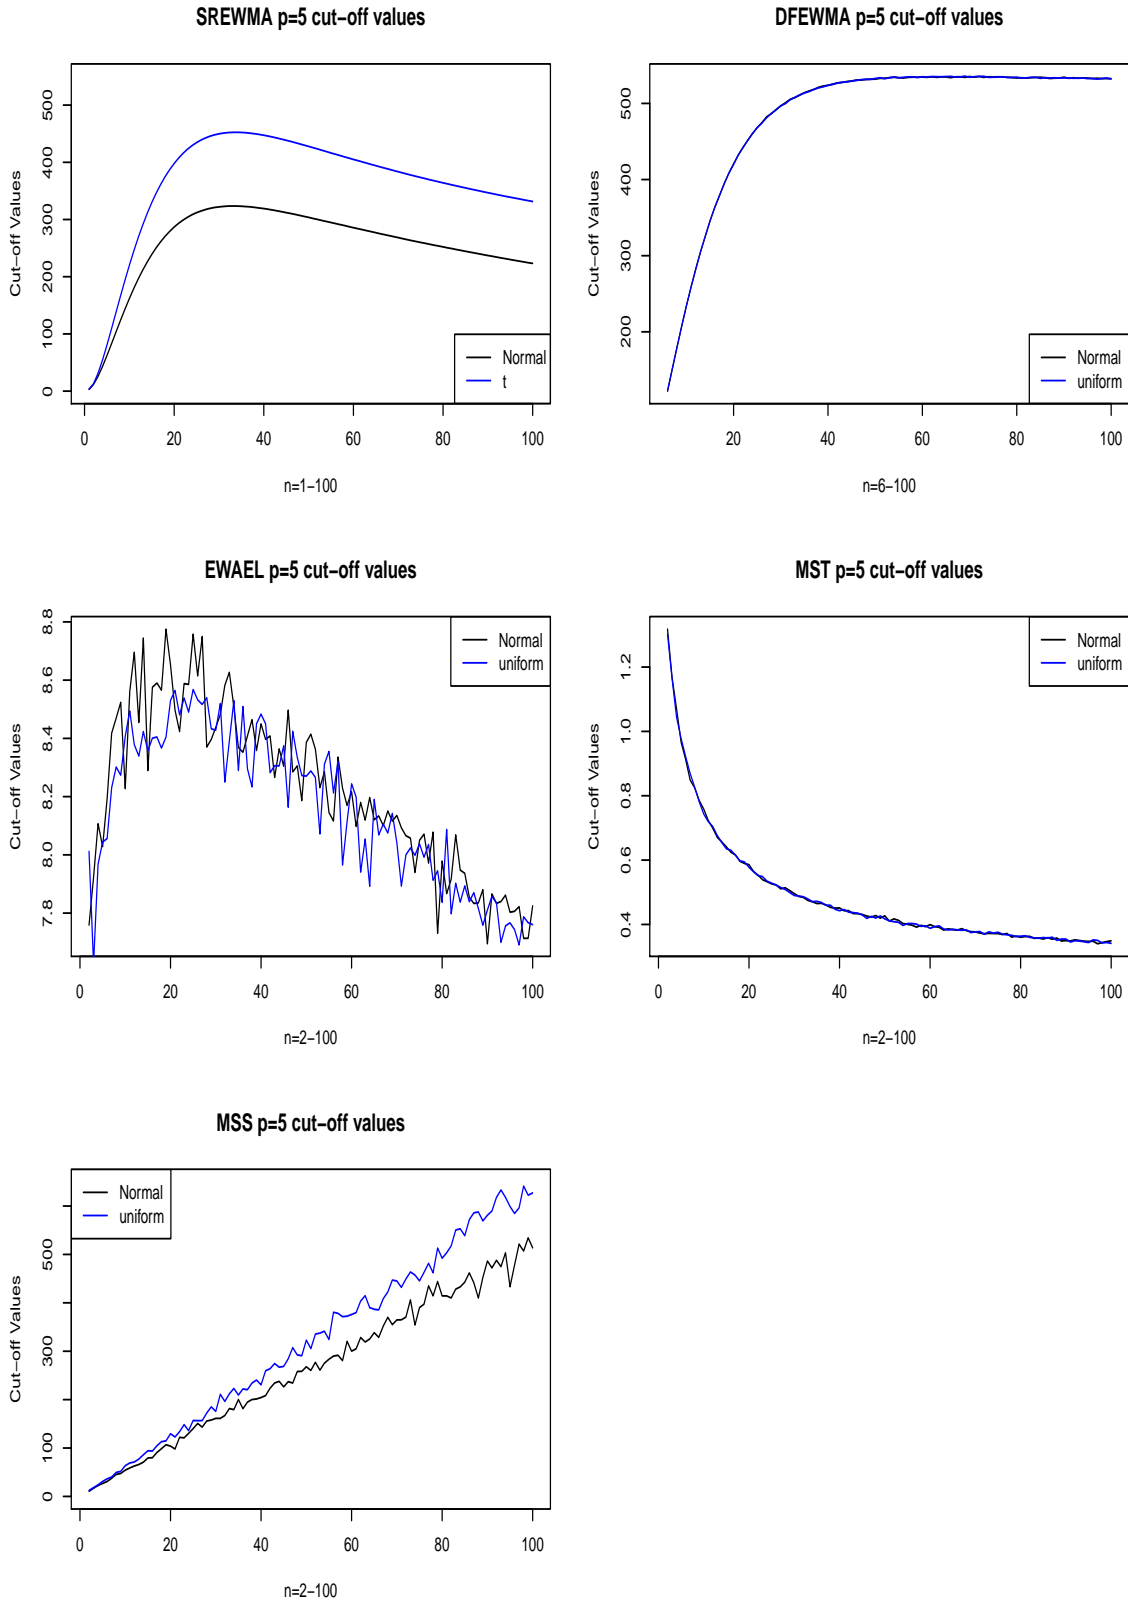 SREWMA p=5 cut-off values
Cut-off Values
500
400
300
200
100
0
Normal
t
0 20 40 60 80 100
n=1-100
DFEWMA p=5 cut-off values
Cut-off Values
500
400
300
200
Normal
uniform
20 40 60 80 100
n=6-100
EWAEL p=5 cut-off values
Cut-off Values
8.8
8.6
8.4
8.2
8.0
7.8
Normal
uniform
0 20 40 60 80 100
n=2-100
MST p=5 cut-off values
Cut-off Values
1.2
1.0
0.8
0.6
0.4
Normal
uniform
0 20 40 60 80 100
n=2-100
MSS p=5 cut-off values
Cut-off Values
500
300
100
0
Normal
uniform
0 20 40 60 80 100
n=2-100